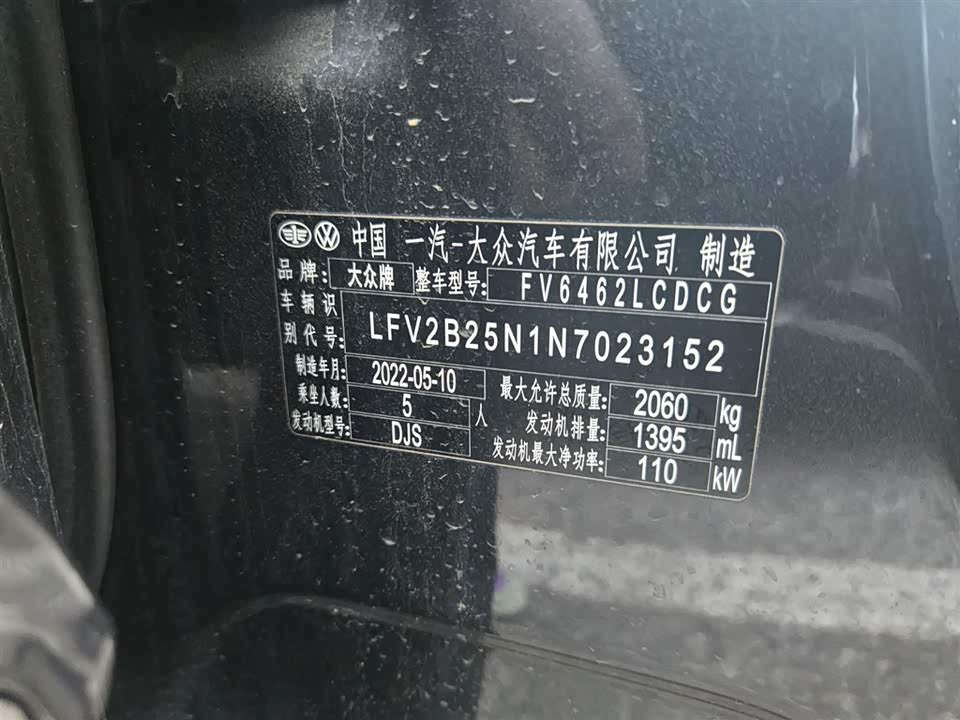 中国 一汽-大众汽车有限公司 制造
品牌: 大众牌 整车型号: FV6462LCDCG
车辆识别代号: LFV2B25N1N7023152
制造年月: 2022-05-10 最大允许总质量: 2060 kg
乘坐人数: 5 人 发动机排量: 1395 mL
发动机型号: DJS 发动机最大净功率: 110 kW